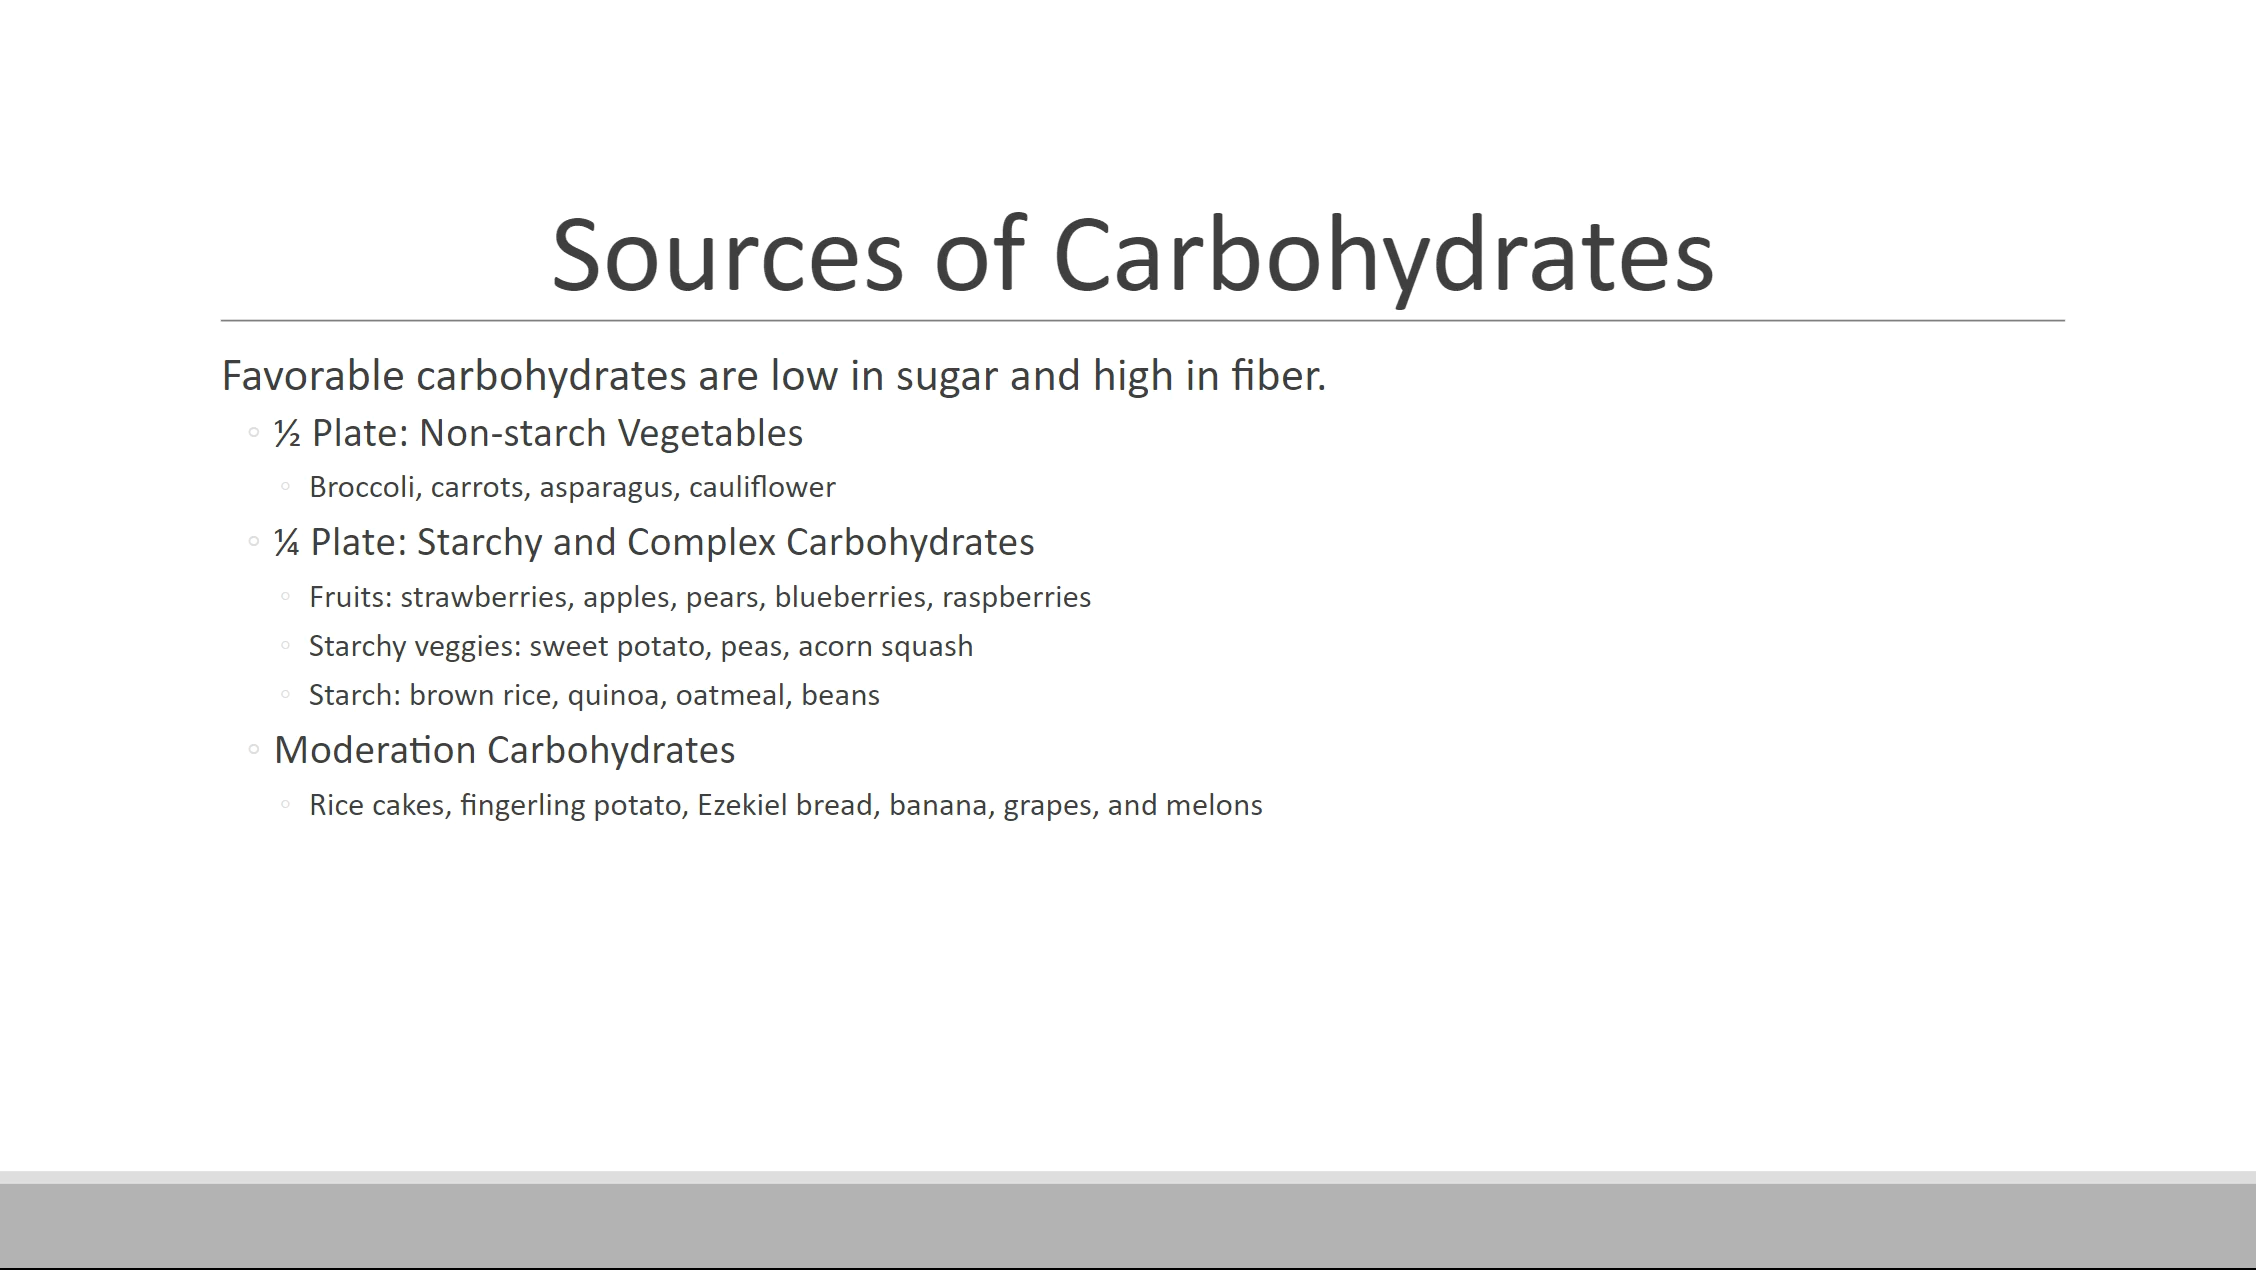 Sources of Carbohydrates
Favorable carbohydrates are low in sugar and high in fiber.
◦ ½ Plate: Non-starch Vegetables
◦ Broccoli, carrots, asparagus, cauliflower
◦ ¼ Plate: Starchy and Complex Carbohydrates
◦ Fruits: strawberries, apples, pears, blueberries, raspberries
◦ Starchy veggies: sweet potato, peas, acorn squash
◦ Starch: brown rice, quinoa, oatmeal, beans
◦ Moderation Carbohydrates
◦ Rice cakes, fingerling potato, Ezekiel bread, banana, grapes, and melons